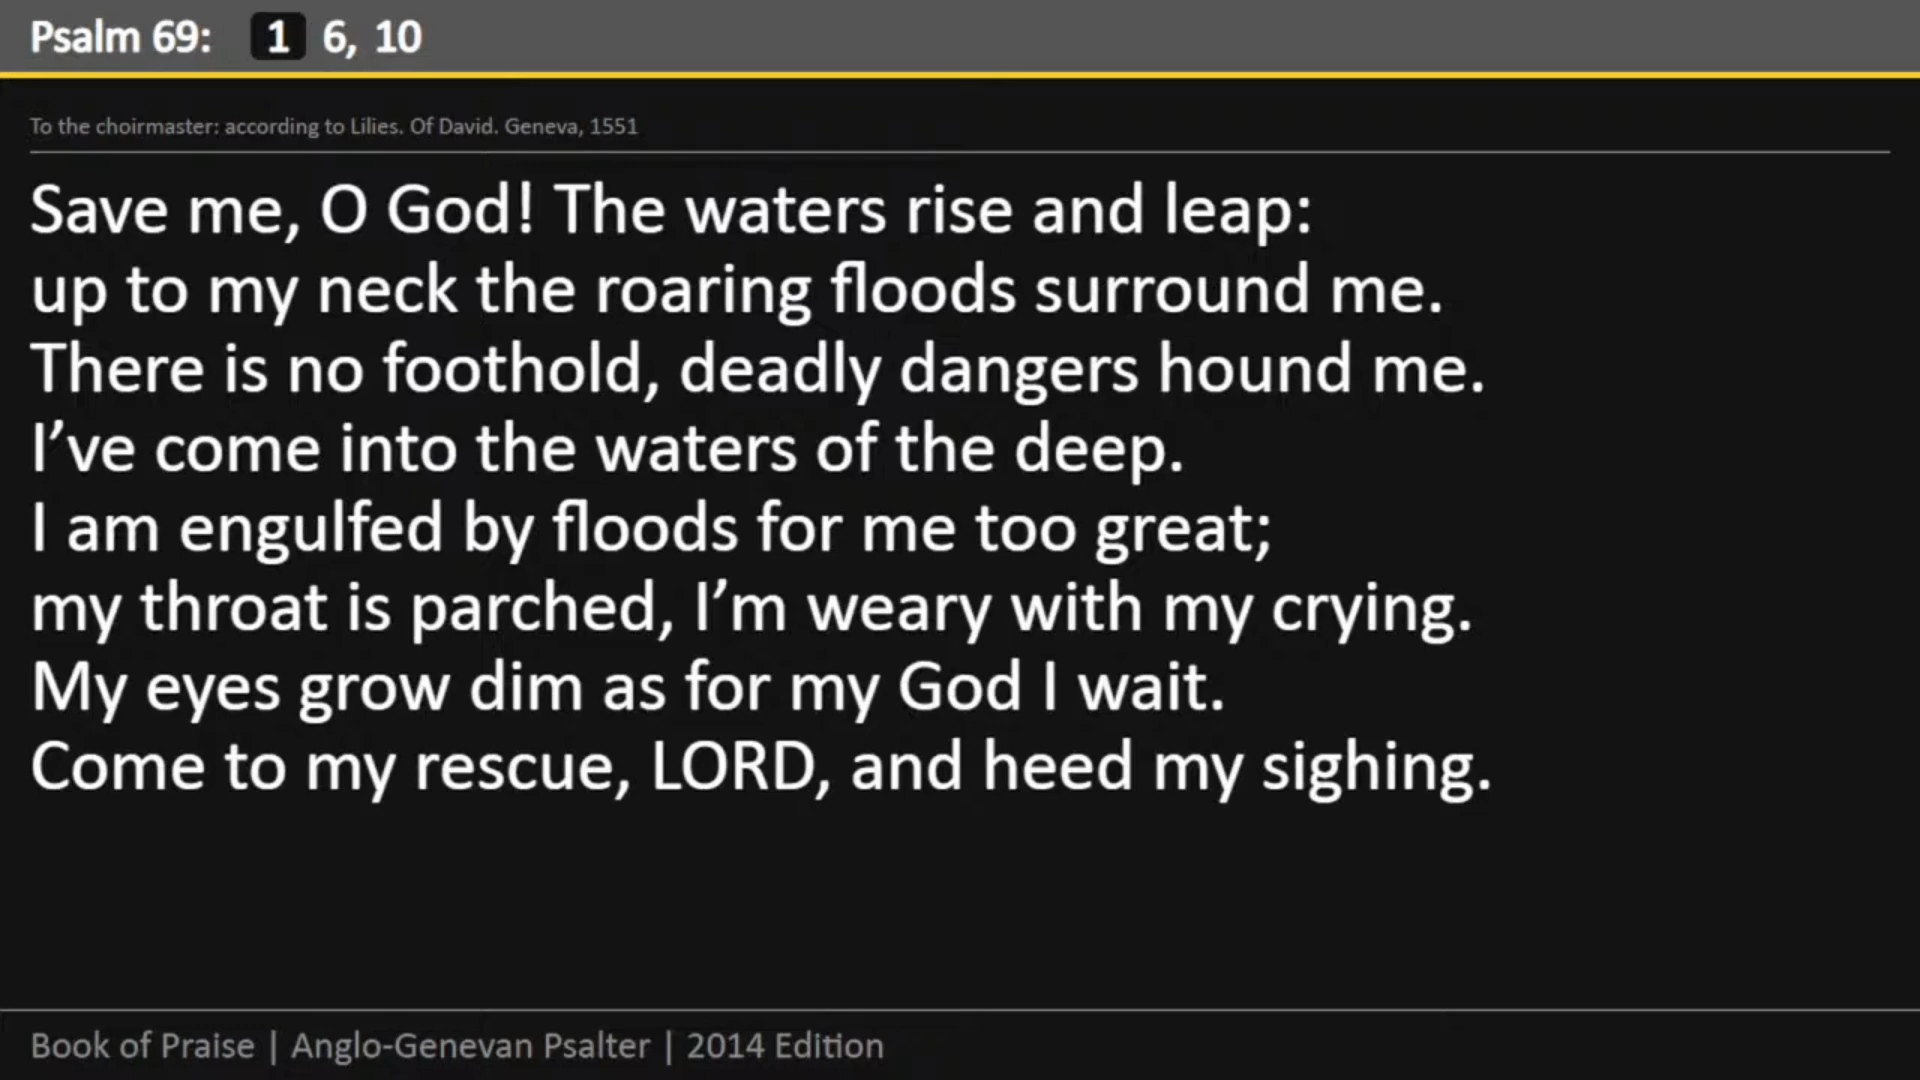 Psalm 69: 1 6, 10
To the choirmaster: according to Lilies. Of David. Geneva, 1551
Save me, O God! The waters rise and leap:
up to my neck the roaring floods surround me.
There is no foothold, deadly dangers hound me.
I’ve come into the waters of the deep.
I am engulfed by floods for me too great;
my throat is parched, I’m weary with my crying.
My eyes grow dim as for my God I wait.
Come to my rescue, LORD, and heed my sighing.
Book of Praise | Anglo-Genevan Psalter | 2014 Edition